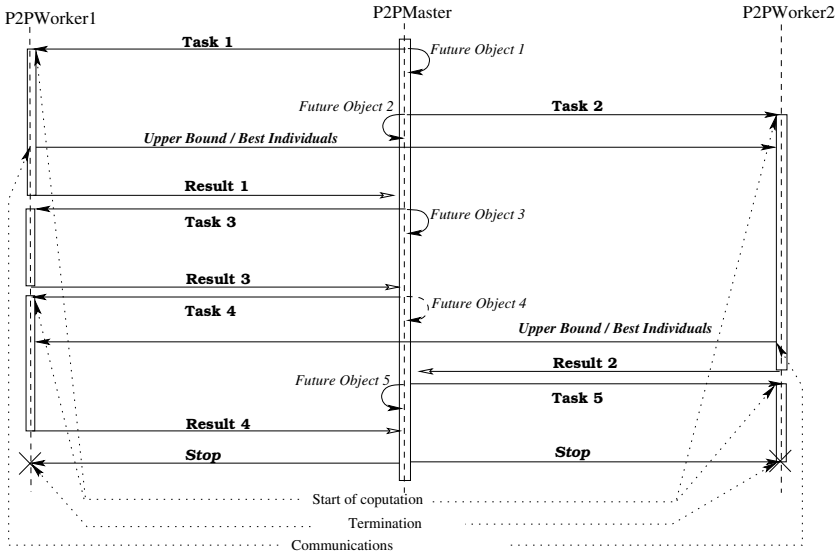 P2PWorker1
P2PMaster
P2PWorker2
Task 1
Future Object 1
Future Object 2
Task 2
Upper Bound / Best Individuals
Result 1
Task 3
Future Object 3
Result 3
Task 4
Future Object 4
Upper Bound / Best Individuals
Result 2
Future Object 5
Task 5
Result 4
Stop
Stop
Start of coputation
Termination
Communications